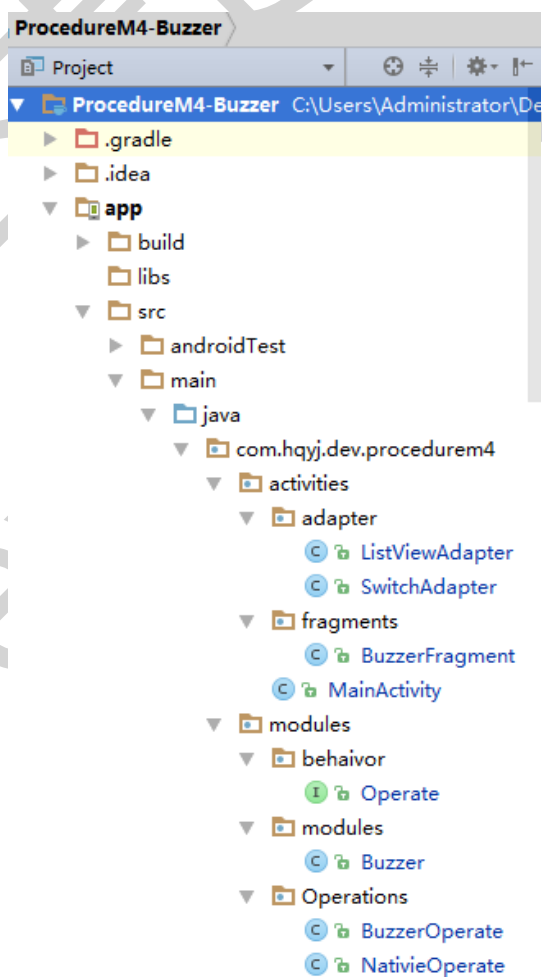 ProcedureM4-Buzzer
Project
ProcedureM4-Buzzer C:\Users\Administrator\De
.gradle
.idea
app
build
libs
src
androidTest
main
java
com.hqyj.dev.procedurem4
activities
adapter
C ListViewAdapter
C SwitchAdapter
fragments
C BuzzerFragment
C MainActivity
modules
behaivor
I Operate
modules
C Buzzer
Operations
C BuzzerOperate
C NativieOperate